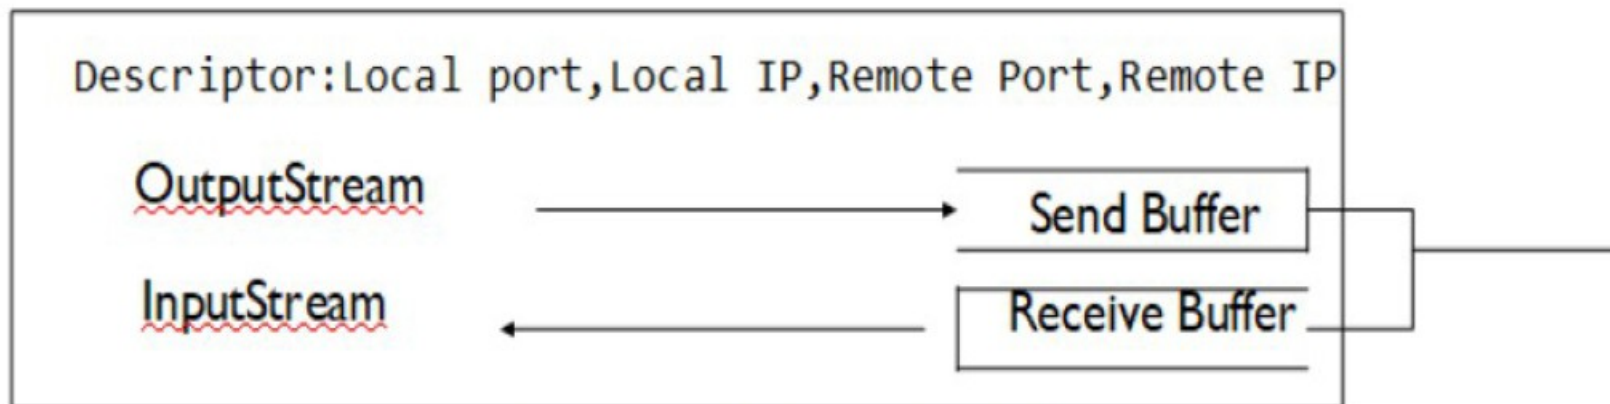 Descriptor:Local port,Local IP,Remote Port,Remote IP
OutputStream
Send Buffer
InputStream
Receive Buffer